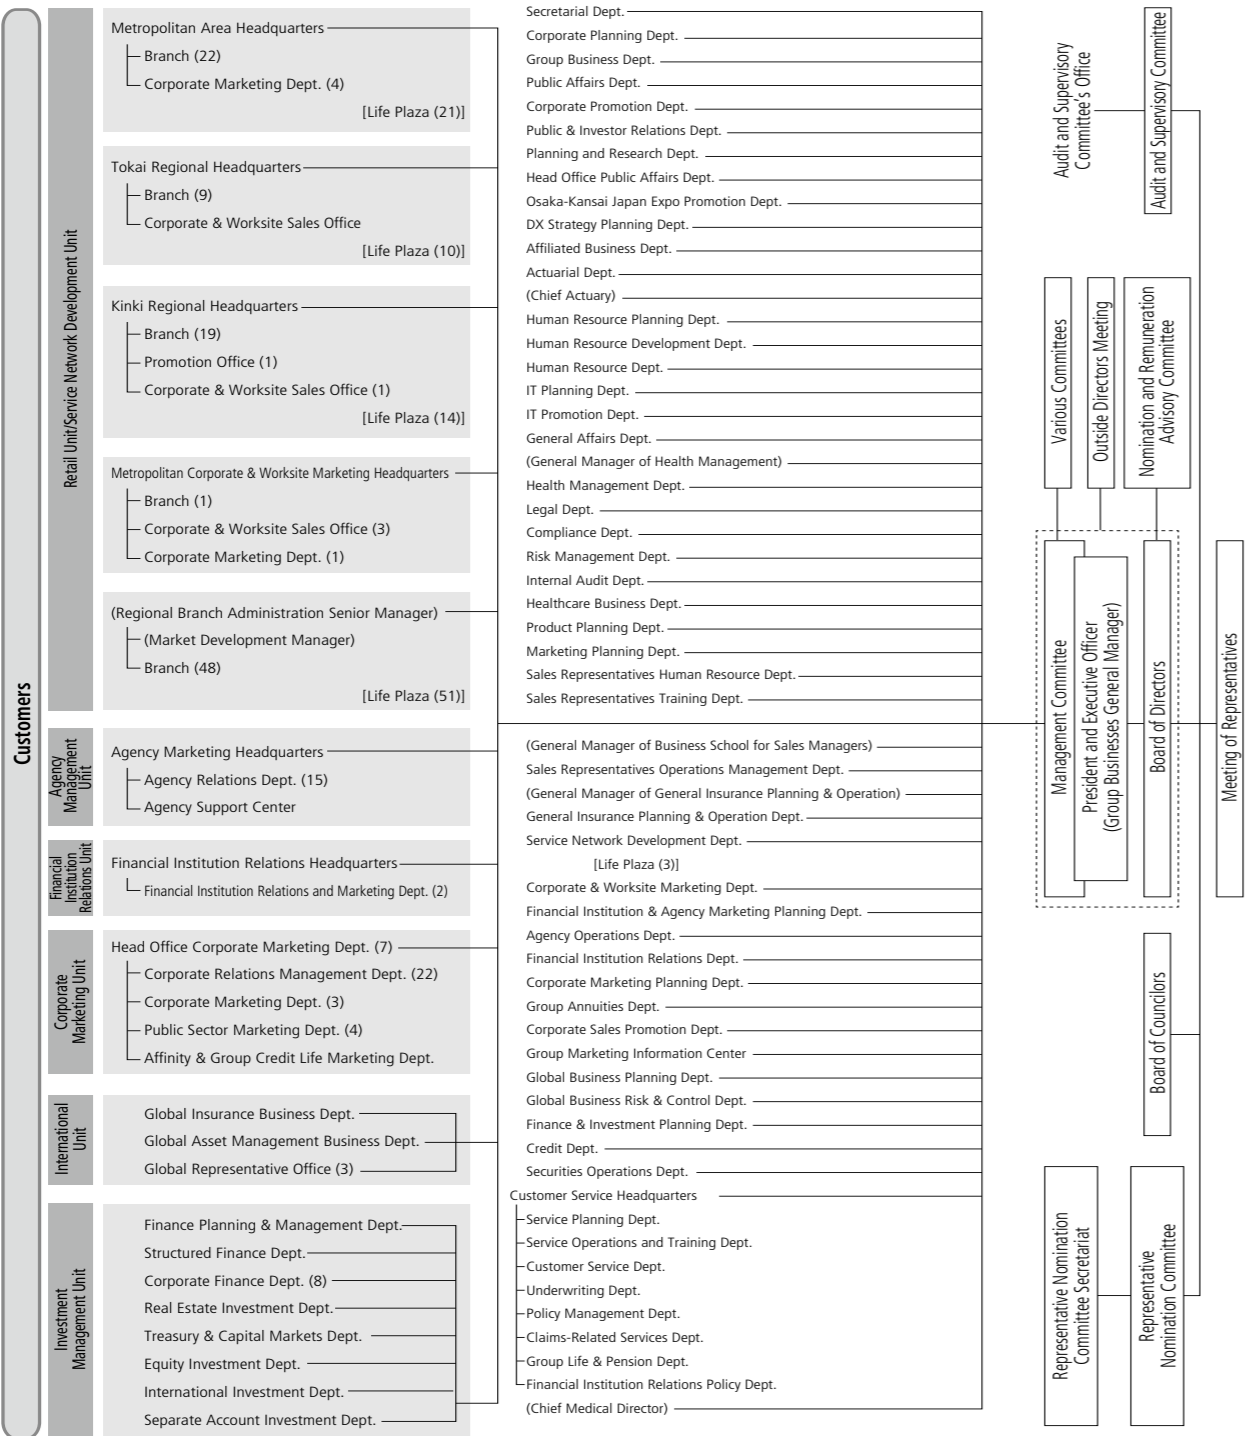 Customers
Retail Unit/Service Network Development Unit
Metropolitan Area Headquarters
Branch (22)
Corporate Marketing Dept. (4)
[Life Plaza (21)]
Tokai Regional Headquarters
Branch (9)
Corporate & Worksite Sales Office
[Life Plaza (10)]
Kinki Regional Headquarters
Branch (19)
Promotion Office (1)
Corporate & Worksite Sales Office (1)
[Life Plaza (14)]
Metropolitan Corporate & Worksite Marketing Headquarters
Branch (1)
Corporate & Worksite Sales Office (3)
Corporate Marketing Dept. (1)
(Regional Branch Administration Senior Manager)
(Market Development Manager)
Branch (48)
[Life Plaza (51)]
Agency
Management
Unit
Agency Marketing Headquarters
Agency Relations Dept. (15)
Agency Support Center
Financial
Institution
Relations Unit
Financial Institution Relations Headquarters
Financial Institution Relations and Marketing Dept. (2)
Corporate
Marketing Unit
Head Office Corporate Marketing Dept. (7)
Corporate Relations Management Dept. (22)
Corporate Marketing Dept. (3)
Public Sector Marketing Dept. (4)
Affinity & Group Credit Life Marketing Dept.
International
Unit
Global Insurance Business Dept.
Global Asset Management Business Dept.
Global Representative Office (3)
Investment
Management Unit
Finance Planning & Management Dept.
Structured Finance Dept.
Corporate Finance Dept. (8)
Real Estate Investment Dept.
Treasury & Capital Markets Dept.
Equity Investment Dept.
International Investment Dept.
Separate Account Investment Dept.
Secretarial Dept.
Corporate Planning Dept.
Group Business Dept.
Public Affairs Dept.
Corporate Promotion Dept.
Public & Investor Relations Dept.
Planning and Research Dept.
Head Office Public Affairs Dept.
Osaka-Kansai Japan Expo Promotion Dept.
DX Strategy Planning Dept.
Affiliated Business Dept.
Actuarial Dept.
(Chief Actuary)
Human Resource Planning Dept.
Human Resource Development Dept.
Human Resource Dept.
IT Planning Dept.
IT Promotion Dept.
General Affairs Dept.
(General Manager of Health Management)
Health Management Dept.
Legal Dept.
Compliance Dept.
Risk Management Dept.
Internal Audit Dept.
Healthcare Business Dept.
Product Planning Dept.
Marketing Planning Dept.
Sales Representatives Human Resource Dept.
Sales Representatives Training Dept.
(General Manager of Business School for Sales Managers)
Sales Representatives Operations Management Dept.
(General Manager of General Insurance Planning & Operation)
General Insurance Planning & Operation Dept.
Service Network Development Dept.
[Life Plaza (3)]
Corporate & Worksite Marketing Dept.
Financial Institution & Agency Marketing Planning Dept.
Agency Operations Dept.
Financial Institution Relations Dept.
Corporate Marketing Planning Dept.
Group Annuities Dept.
Corporate Sales Promotion Dept.
Group Marketing Information Center
Global Business Planning Dept.
Global Business Risk & Control Dept.
Finance & Investment Planning Dept.
Credit Dept.
Securities Operations Dept.
Customer Service Headquarters
Service Planning Dept.
Service Operations and Training Dept.
Customer Service Dept.
Underwriting Dept.
Policy Management Dept.
Claims-Related Services Dept.
Group Life & Pension Dept.
Financial Institution Relations Policy Dept.
(Chief Medical Director)
Audit and Supervisory
Committee's Office
Audit and Supervisory Committee
Various Committees
Outside Directors Meeting
Nomination and Remuneration
Advisory Committee
Management Committee
President and Executive Officer
(Group Businesses General Manager)
Board of Directors
Meeting of Representatives
Board of Councilors
Representative Nomination
Committee Secretariat
Representative
Nomination Committee